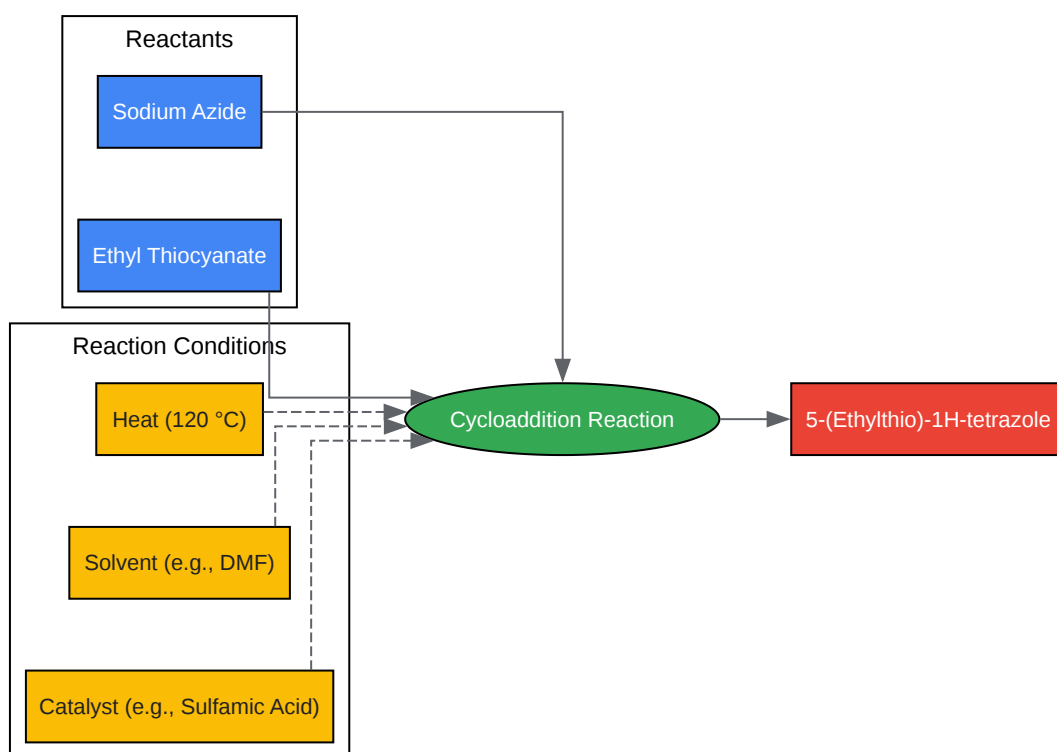 Reactants
Sodium Azide
Ethyl Thiocyanate
Reaction Conditions
Heat (120 °C)
Cycloaddition Reaction
5-(Ethylthio)-1H-tetrazole
Solvent (e.g., DMF)
Catalyst (e.g., Sulfamic Acid)